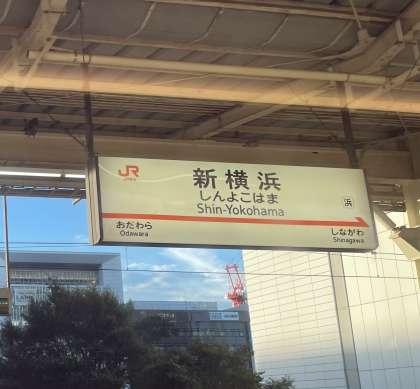 JR
新横浜
しんよこはま
Shin-Yokohama
浜
おだわら
Odawara
しながわ
Shinagawa